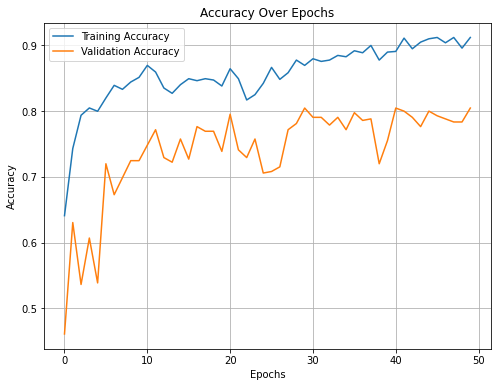 Accuracy Over Epochs
Training Accuracy
Validation Accuracy
0.9
0.8
0.7
0.6
0.5
Accuracy
0 10 20 30 40 50
Epochs